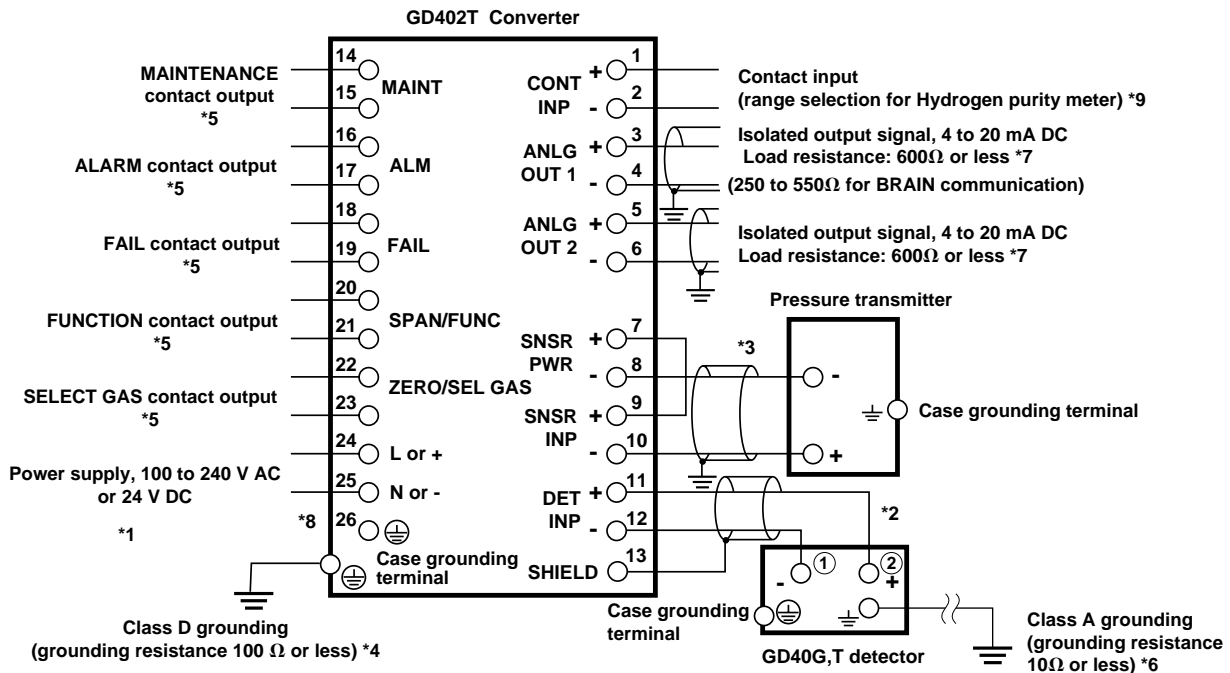 GD402T Converter
MAINTENANCE
contact output
*5
ALARM contact output
*5
FAIL contact output
*5
FUNCTION contact output
*5
SELECT GAS contact output
*5
Power supply, 100 to 240 V AC
or 24 V DC
*1
*8
14
15
MAINT
16
17
ALM
18
19
FAIL
20
21
SPAN/FUNC
22
23
ZERO/SEL GAS
24
L or +
25
N or -
26
Case grounding
terminal
Class D grounding
(grounding resistance 100 Ω or less) *4
CONT
INP
+
-
1
2
ANLG
OUT 1
+
-
3
4
ANLG
OUT 2
+
-
5
6
SNSR
PWR
+
-
7
8
SNSR
INP
+
-
9
10
DET
INP
+
-
11
12
SHIELD
13
Contact input
(range selection for Hydrogen purity meter) *9
Isolated output signal, 4 to 20 mA DC
Load resistance: 600Ω or less *7
(250 to 550Ω for BRAIN communication)
Isolated output signal, 4 to 20 mA DC
Load resistance: 600Ω or less *7
Pressure transmitter
*3
-
+
Case grounding terminal
*2
-
1
2
+
Case grounding
terminal
GD40G,T detector
Class A grounding
(grounding resistance
10Ω or less) *6